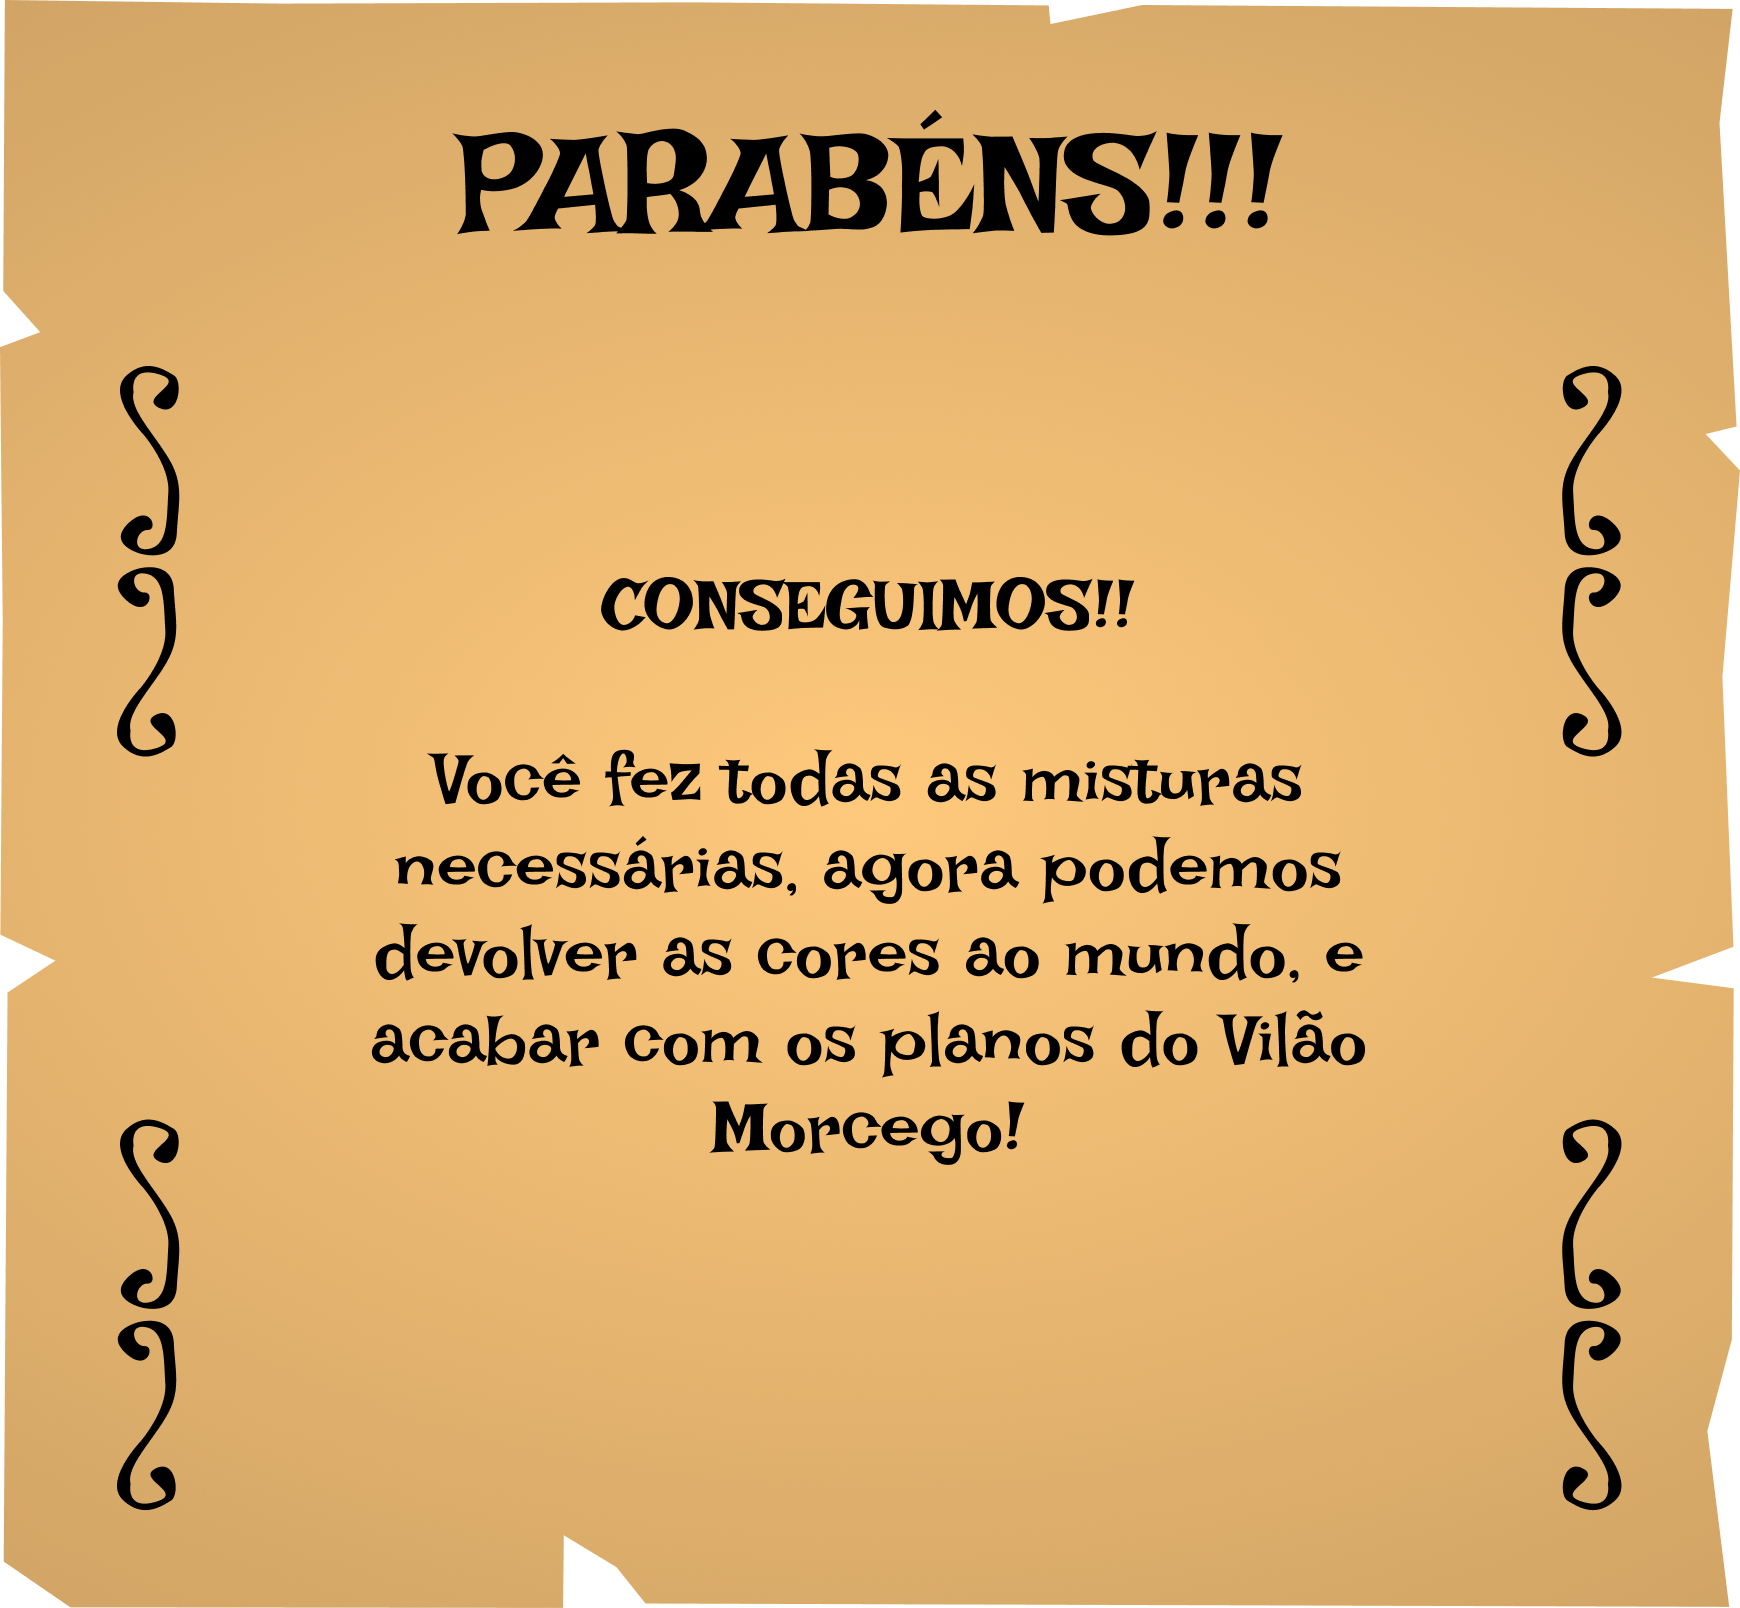 PARABÉNS!!!
CONSEGUIMOS!!
Você fez todas as misturas
necessárias, agora podemos
devolver as cores ao mundo, e
acabar com os planos do Vilão
Morcego!